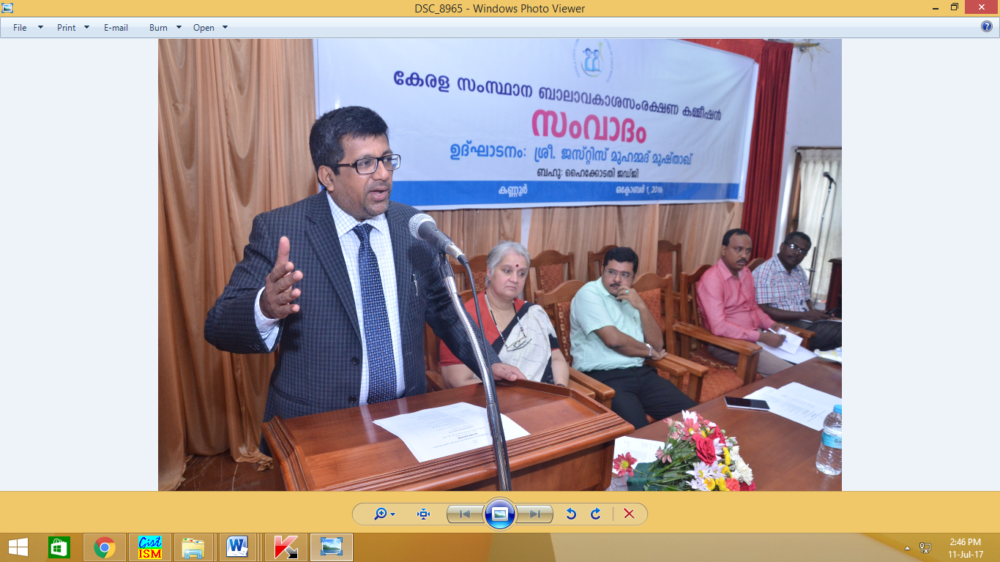 DSC_8965 - Windows Photo Viewer
File Print E-mail Burn Open
കേരള സംസ്ഥാന ബാലാവകാശസംരക്ഷണ കമ്മീഷൻ
സംവാദം
ഉദ്ഘാടനം: ശ്രീ. ജസ്റ്റിസ് മുഹമ്മദ് മുഷ്താഖ്
ബഹു: ഹൈക്കോടതി ജഡ്ജി
കണ്ണൂർ ഒക്ടോബർ 1, 2016
Gist
ISM
2:46 PM
11-Jul-17